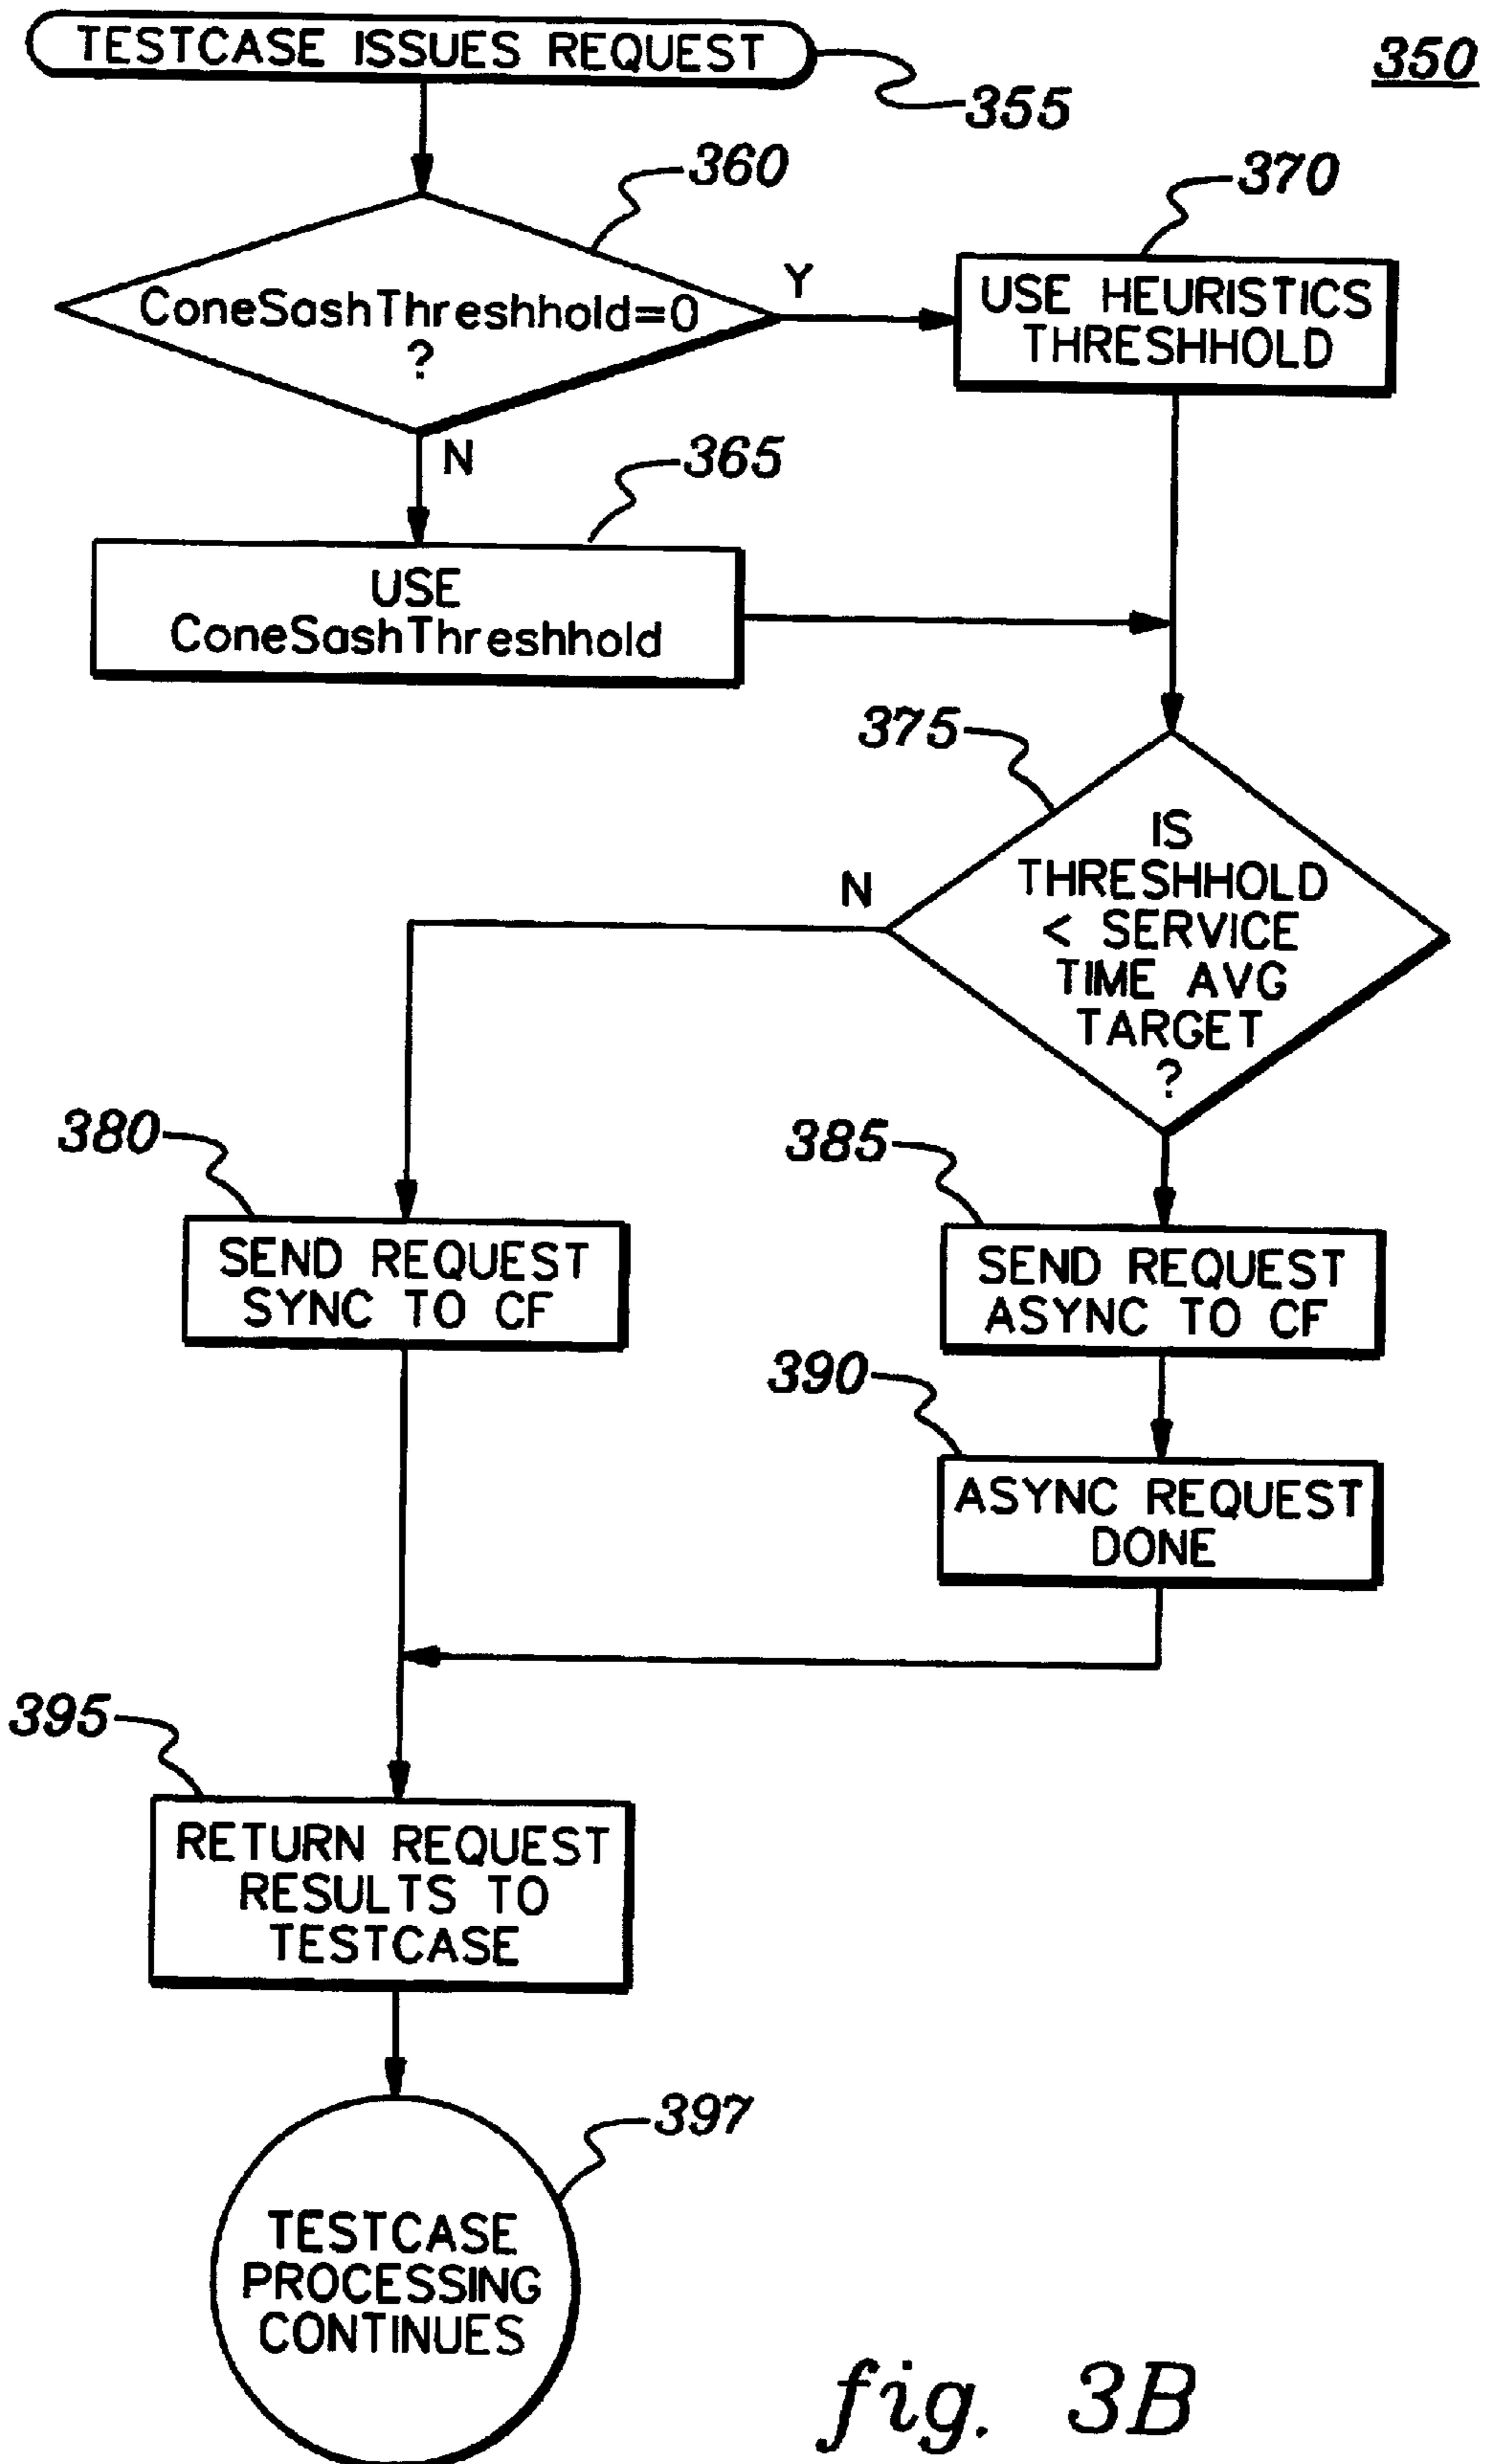 TESTCASE ISSUES REQUEST
350
355
360
370
ConeSashThreshhold=0
?
Y
USE HEURISTICS
THRESHHOLD
N
365
USE
ConeSashThreshhold
375
IS
THRESHHOLD
< SERVICE
TIME AVG
TARGET
?
N
380
385
SEND REQUEST
SYNC TO CF
SEND REQUEST
ASYNC TO CF
390
ASYNC REQUEST
DONE
395
RETURN REQUEST
RESULTS TO
TESTCASE
397
TESTCASE
PROCESSING
CONTINUES
fig. 3B